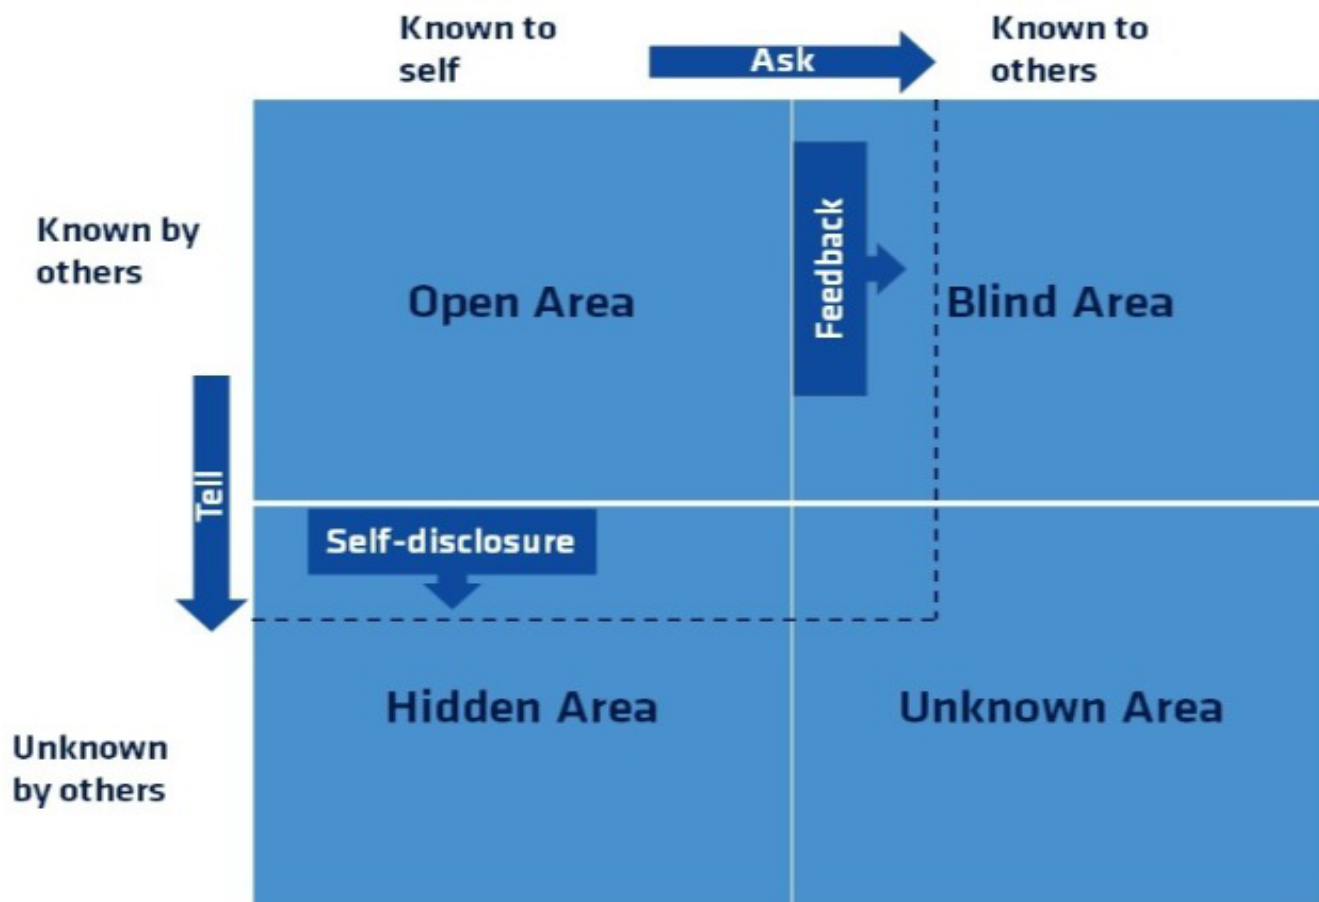 Known to
self
Ask
Known to
others
Known by
others
Open Area
Feedback
Blind Area
Tell
Self-disclosure
Hidden Area
Unknown Area
Unknown
by others